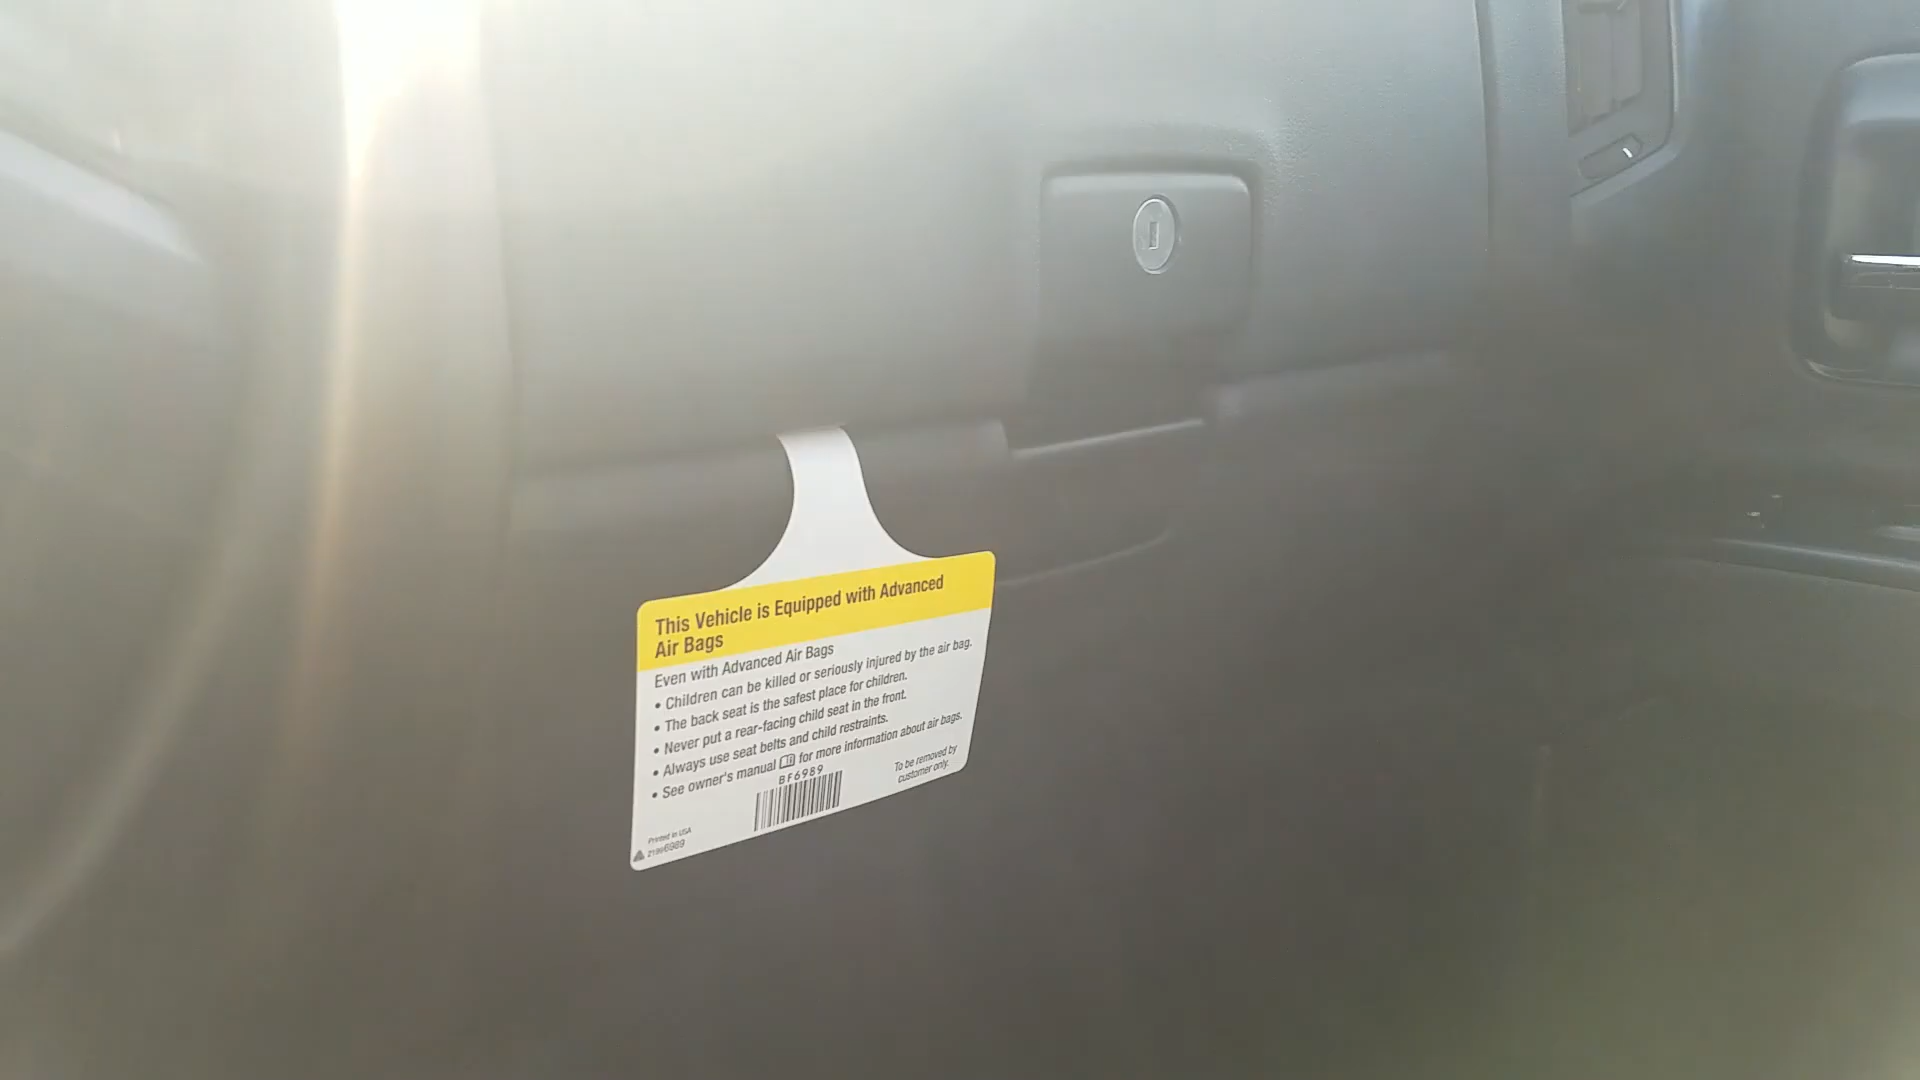 This Vehicle is Equipped with Advanced
Air Bags
Even with Advanced Air Bags
• Children can be killed or seriously injured by the air bag.
• The back seat is the safest place for children.
• Never put a rear-facing child seat in the front.
• Always use seat belts and child restraints.
• See owner's manual for more information about air bags.
BF6989
To be removed by
customer only.
Printed in USA